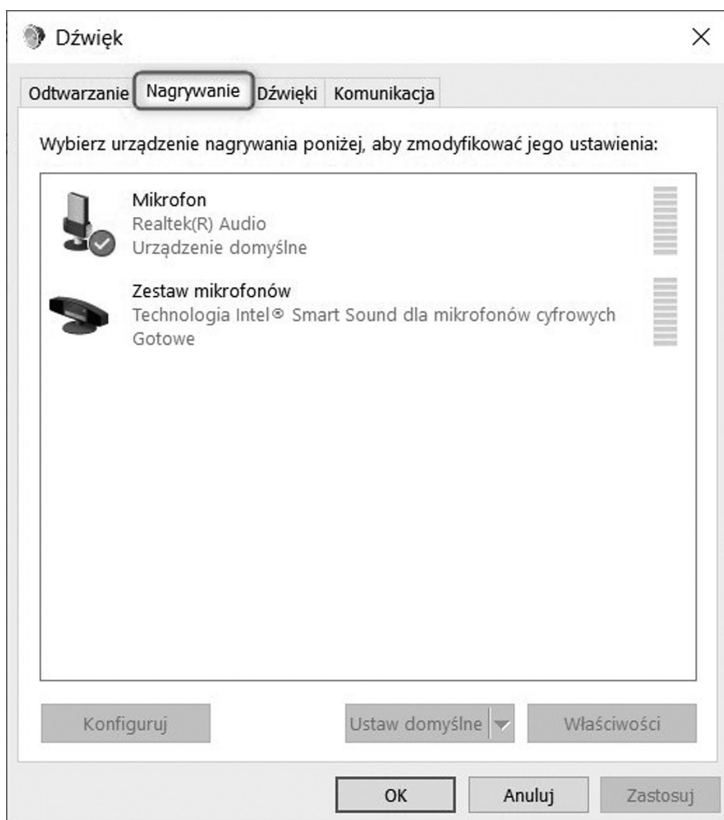 Dźwięk
Odtwarzanie Nagrywanie Dźwięki Komunikacja
Wybierz urządzenie nagrywania poniżej, aby zmodyfikować jego ustawienia:
Mikrofon
Realtek(R) Audio
Urządzenie domyślne
Zestaw mikrofonów
Technologia Intel® Smart Sound dla mikrofonów cyfrowych
Gotowe
Konfiguruj Ustaw domyślne Właściwości
OK Anuluj Zastosuj